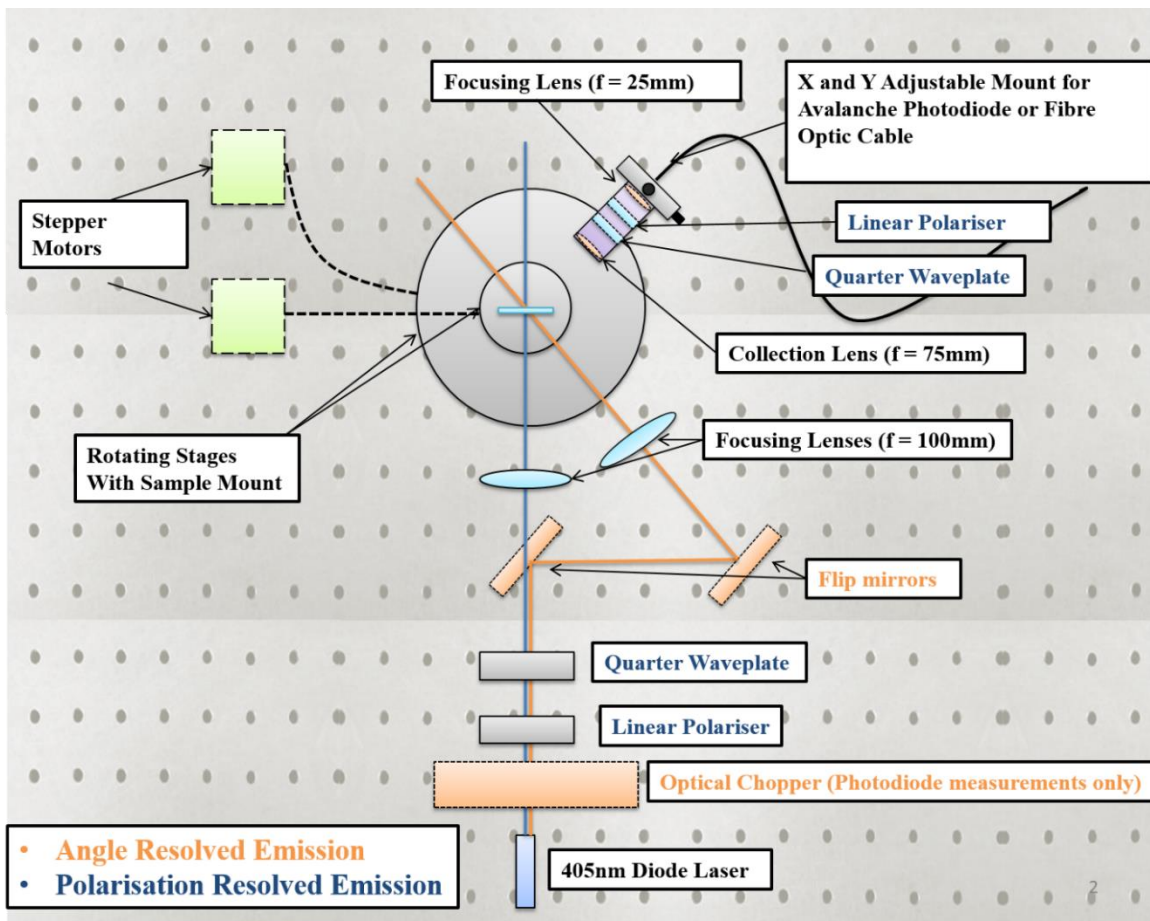 Focusing Lens (f = 25mm)
X and Y Adjustable Mount for
Avalanche Photodiode or Fibre
Optic Cable
Stepper
Motors
Linear Polariser
Quarter Waveplate
Collection Lens (f = 75mm)
Rotating Stages
With Sample Mount
Focusing Lenses (f = 100mm)
Flip mirrors
Quarter Waveplate
Linear Polariser
Optical Chopper (Photodiode measurements only)
• Angle Resolved Emission
• Polarisation Resolved Emission
405nm Diode Laser
2